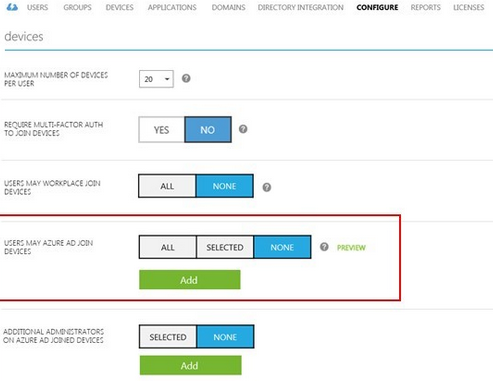 USERS GROUPS DEVICES APPLICATIONS DOMAINS DIRECTORY INTEGRATION CONFIGURE REPORTS LICENSES
devices
MAXIMUM NUMBER OF DEVICES
PER USER
20
?
REQUIRE MULTI-FACTOR AUTH
TO JOIN DEVICES
YES NO ?
USERS MAY WORKPLACE JOIN
DEVICES
ALL NONE ?
USERS MAY AZURE AD JOIN
DEVICES
ALL SELECTED NONE ? PREVIEW
Add
ADDITIONAL ADMINISTRATORS
ON AZURE AD JOINED DEVICES
SELECTED NONE
Add